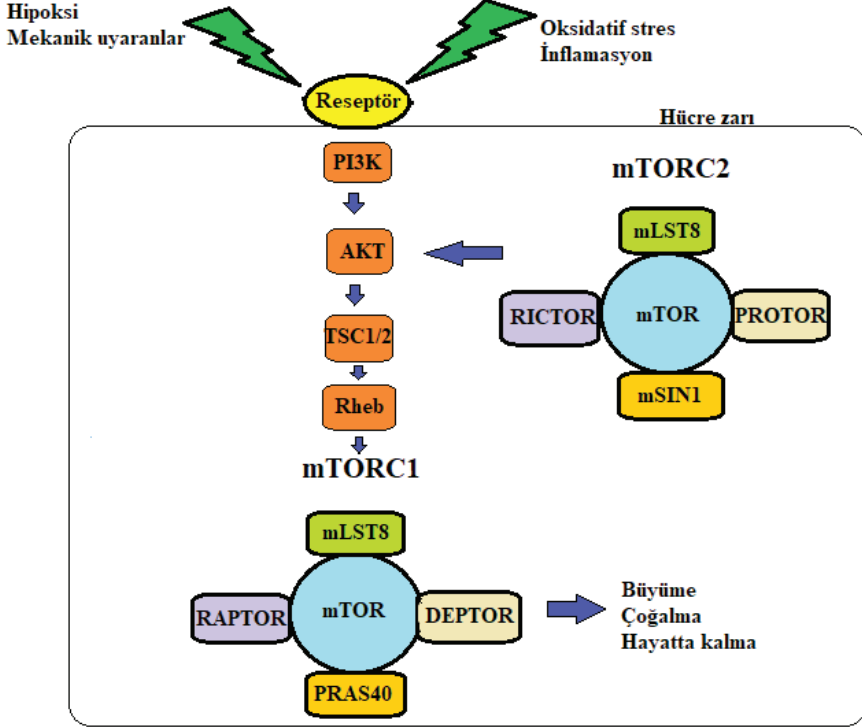 Hipoksi
Mekanik uyaranlar
Oksidatif stres
İnflamasyon
Reseptör
Hücre zarı
PI3K
mTORC2
mLST8
AKT
RICTOR
mTOR
PROTOR
TSC1/2
mSIN1
Rheb
mTORC1
mLST8
RAPTOR
mTOR
DEPTOR
PRAS40
Büyüme
Çoğalma
Hayatta kalma